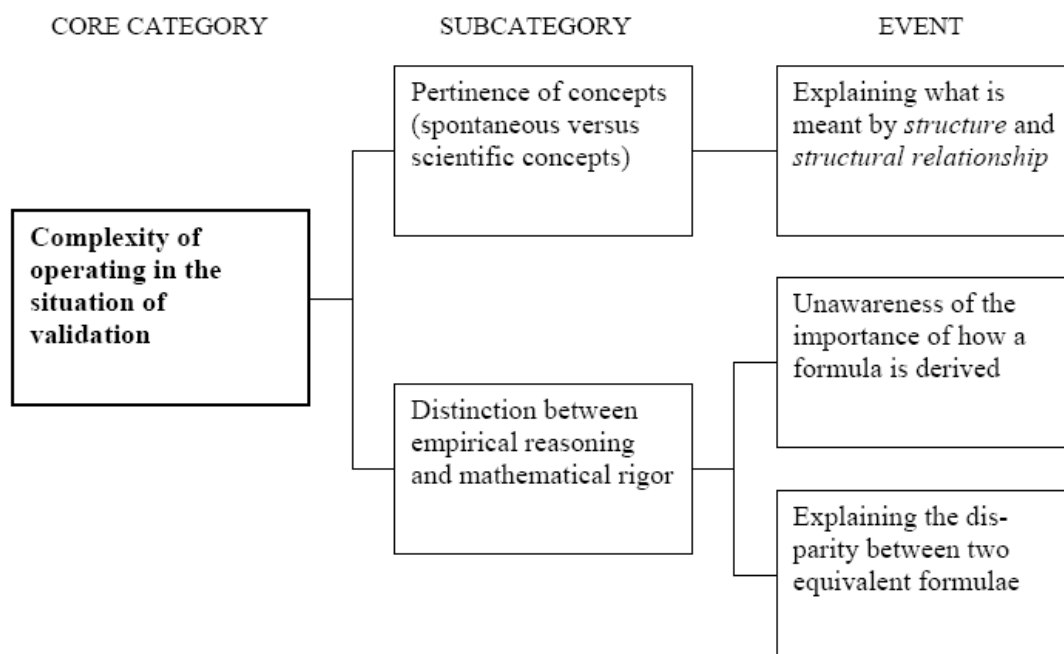 CORE CATEGORY
SUBCATEGORY
EVENT
Complexity of
operating in the
situation of
validation
Pertinence of concepts
(spontaneous versus
scientific concepts)
Distinction between
empirical reasoning
and mathematical rigor
Explaining what is
meant by structure and
structural relationship
Unawareness of the
importance of how a
formula is derived
Explaining the dis-
parity between two
equivalent formulae